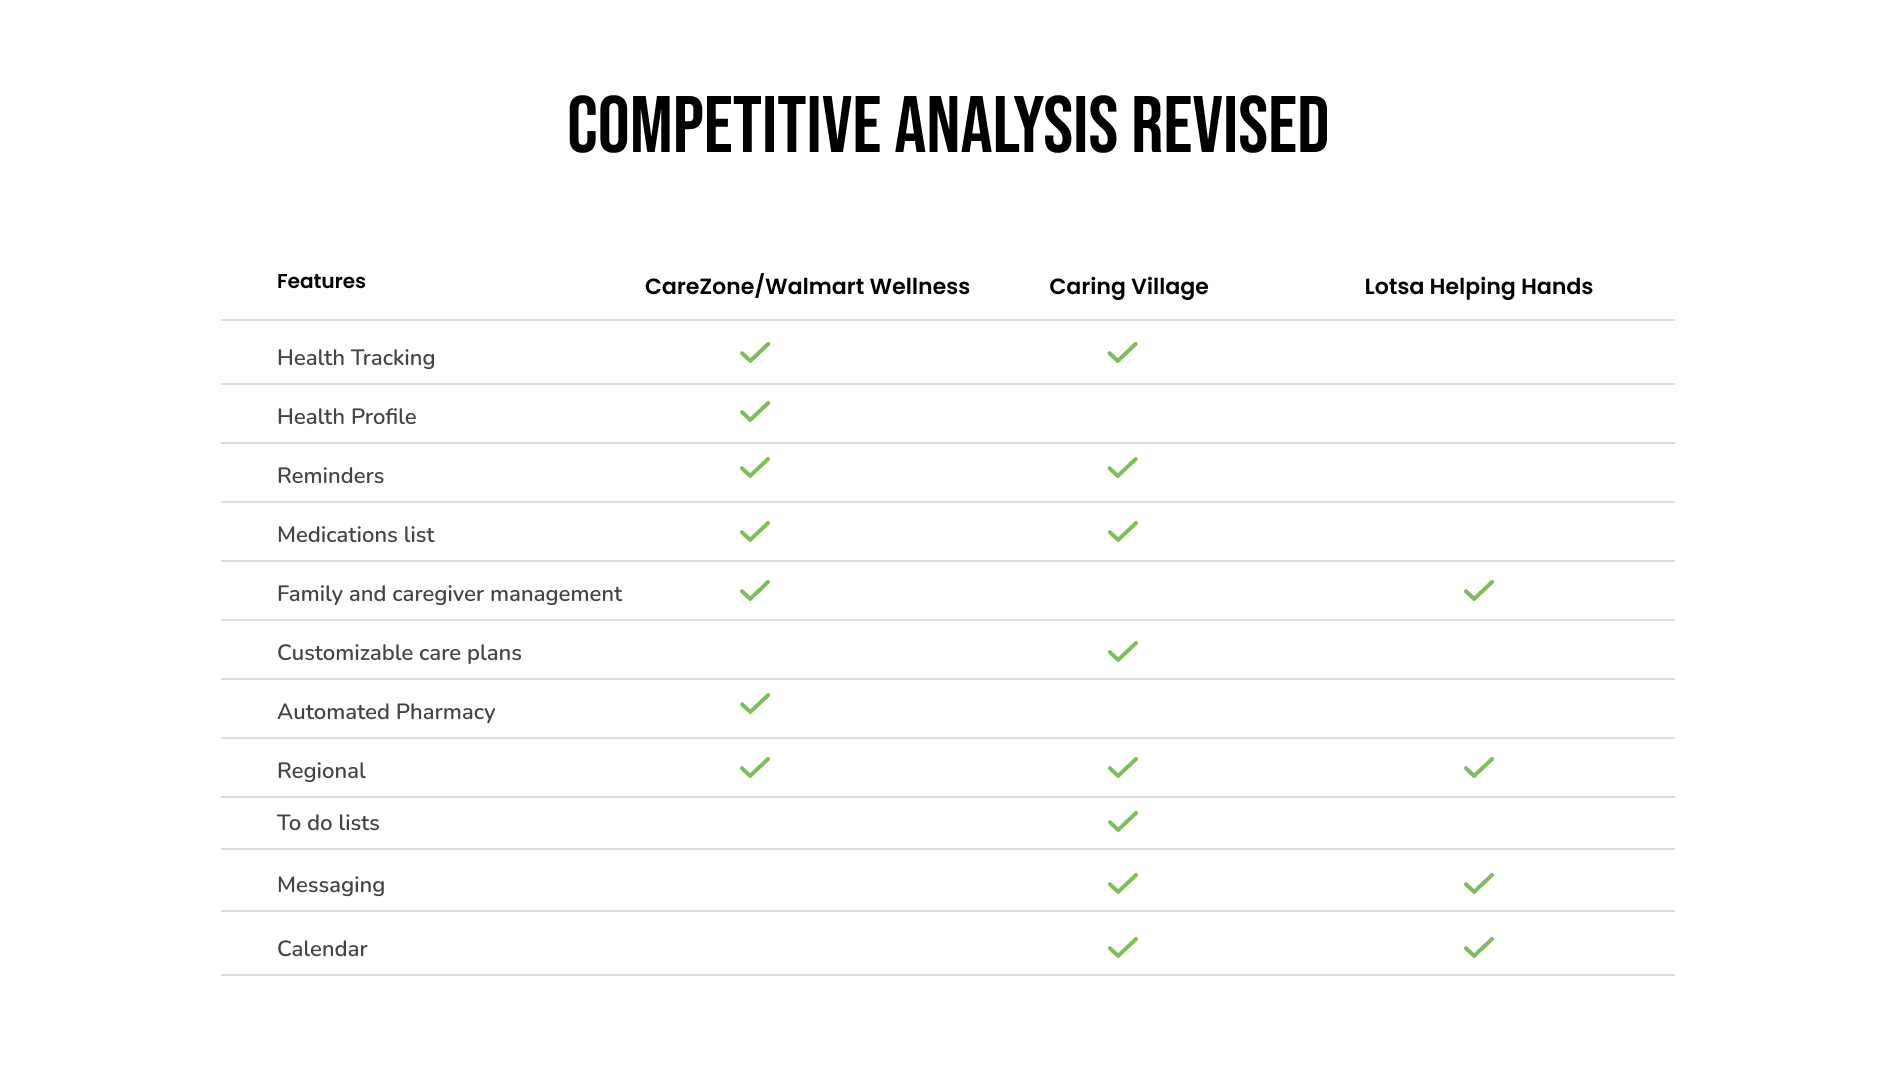 COMPETITIVE ANALYSIS REVISED
Features CareZone/Walmart Wellness Caring Village Lotsa Helping Hands
Health Tracking
Health Profile
Reminders
Medications list
Family and caregiver management
Customizable care plans
Automated Pharmacy
Regional
To do lists
Messaging
Calendar